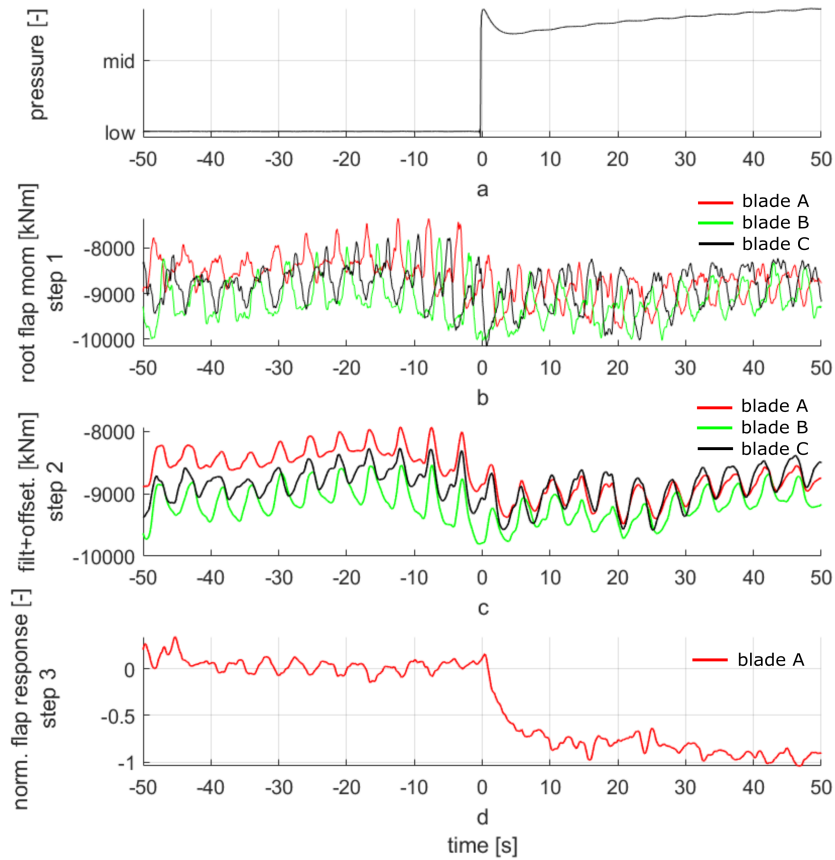 pressure [-]
mid
low
-50 -40 -30 -20 -10 0 10 20 30 40 50
a
root flap mom [kNm]
step 1
blade A
blade B
blade C
-8000
-9000
-10000
-50 -40 -30 -20 -10 0 10 20 30 40 50
b
filt+offset. [kNm]
step 2
blade A
blade B
blade C
-8000
-9000
-10000
-50 -40 -30 -20 -10 0 10 20 30 40 50
c
norm. flap response [-]
step 3
blade A
0
-0.5
-1
-50 -40 -30 -20 -10 0 10 20 30 40 50
d
time [s]